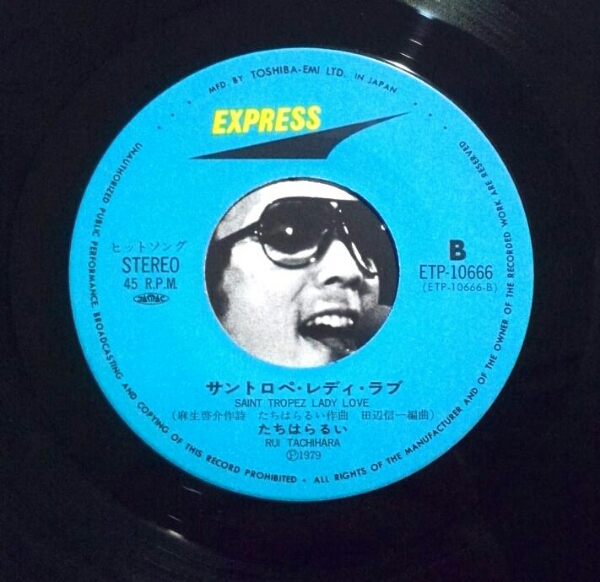 MFD. BY TOSHIBA-EMI LTD. IN JAPAN
EXPRESS
ヒットソング
STEREO
45 R.P.M.
JASRAC
B
ETP-10666
(ETP-10666-B)
サントロペ・レディ・ラブ
SAINT TROPEZ LADY LOVE
(麻生啓介作詩 たちはらるい作曲 田辺信一編曲)
たちはらるい
RUI TACHIHARA
Ⓟ1979
UNAUTHORIZED PUBLIC PERFORMANCE, BROADCASTING AND COPYING OF THIS RECORD PROHIBITED • ALL RIGHTS OF THE MANUFACTURER AND OF THE OWNER OF THE RECORDED WORK ARE RESERVED